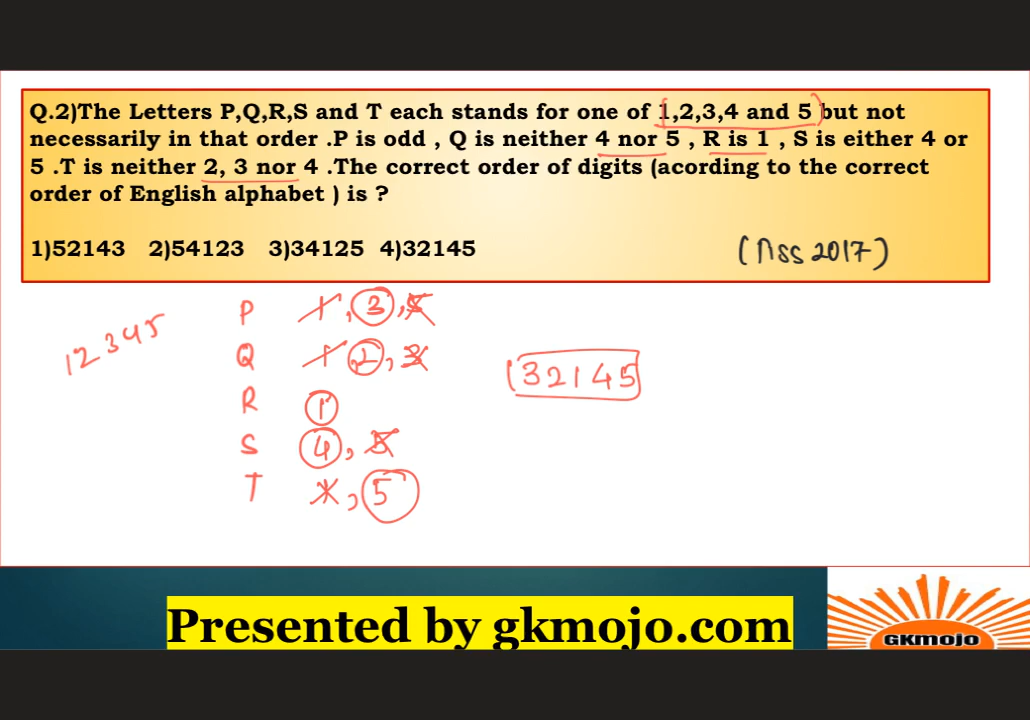 Q.2)The Letters P,Q,R,S and T each stands for one of 1,2,3,4 and 5 but not
necessarily in that order .P is odd , Q is neither 4 nor 5 , R is 1 , S is either 4 or
5 .T is neither 2, 3 nor 4 .The correct order of digits (acording to the correct
order of English alphabet ) is ?
1)52143 2)54123 3)34125 4)32145
(NSS 2017)
12345
P 1, 3, 5
Q 1, 2, 3
R 1
S 4, 5
T 1, 5
32145
Presented by gkmojo.com
GKmojo